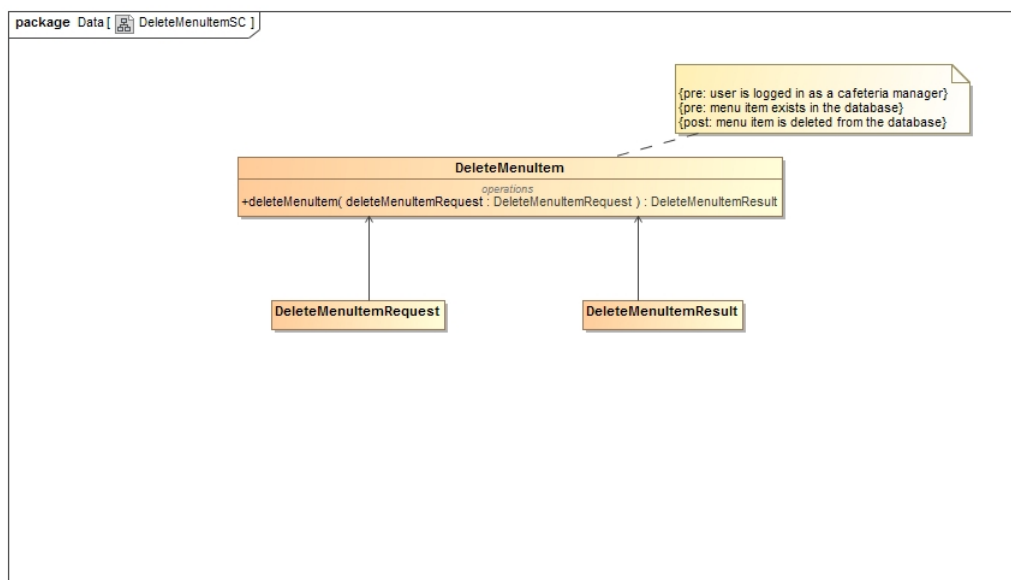 package Data [ DeleteMenuItemSC ]
{pre: user is logged in as a cafeteria manager}
{pre: menu item exists in the database}
{post: menu item is deleted from the database}
DeleteMenuItem
operations
+deleteMenuItem( deleteMenuItemRequest : DeleteMenuItemRequest ) : DeleteMenuItemResult
DeleteMenuItemRequest
DeleteMenuItemResult